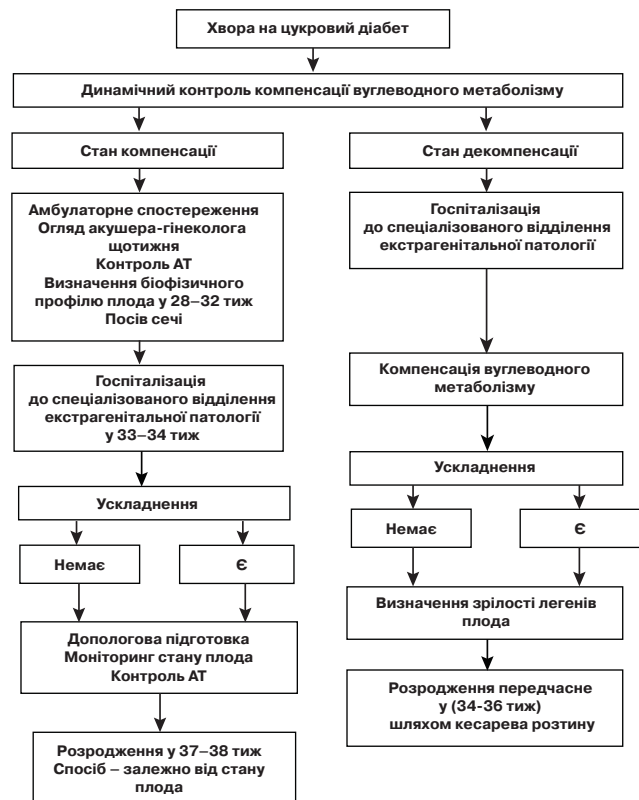 Хвора на цукровий діабет
Динамічний контроль компенсації вуглеводного метаболізму
Стан компенсації
Стан декомпенсації
Амбулаторне спостереження
Огляд акушера-гінеколога
щотижня
Контроль АТ
Визначення біофізичного
профілю плода у 28–32 тиж
Посів сечі
Госпіталізація
до спеціалізованого відділення
екстрагенітальної патології
Госпіталізація
до спеціалізованого відділення
екстрагенітальної патології
у 33–34 тиж
Компенсація вуглеводного
метаболізму
Ускладнення
Ускладнення
Немає
Є
Немає
Є
Допологова підготовка
Моніторинг стану плода
Контроль АТ
Визначення зрілості легенів
плода
Розродження у 37–38 тиж
Спосіб – залежно від стану
плода
Розродження передчасне
у (34-36 тиж)
шляхом кесарева розтину